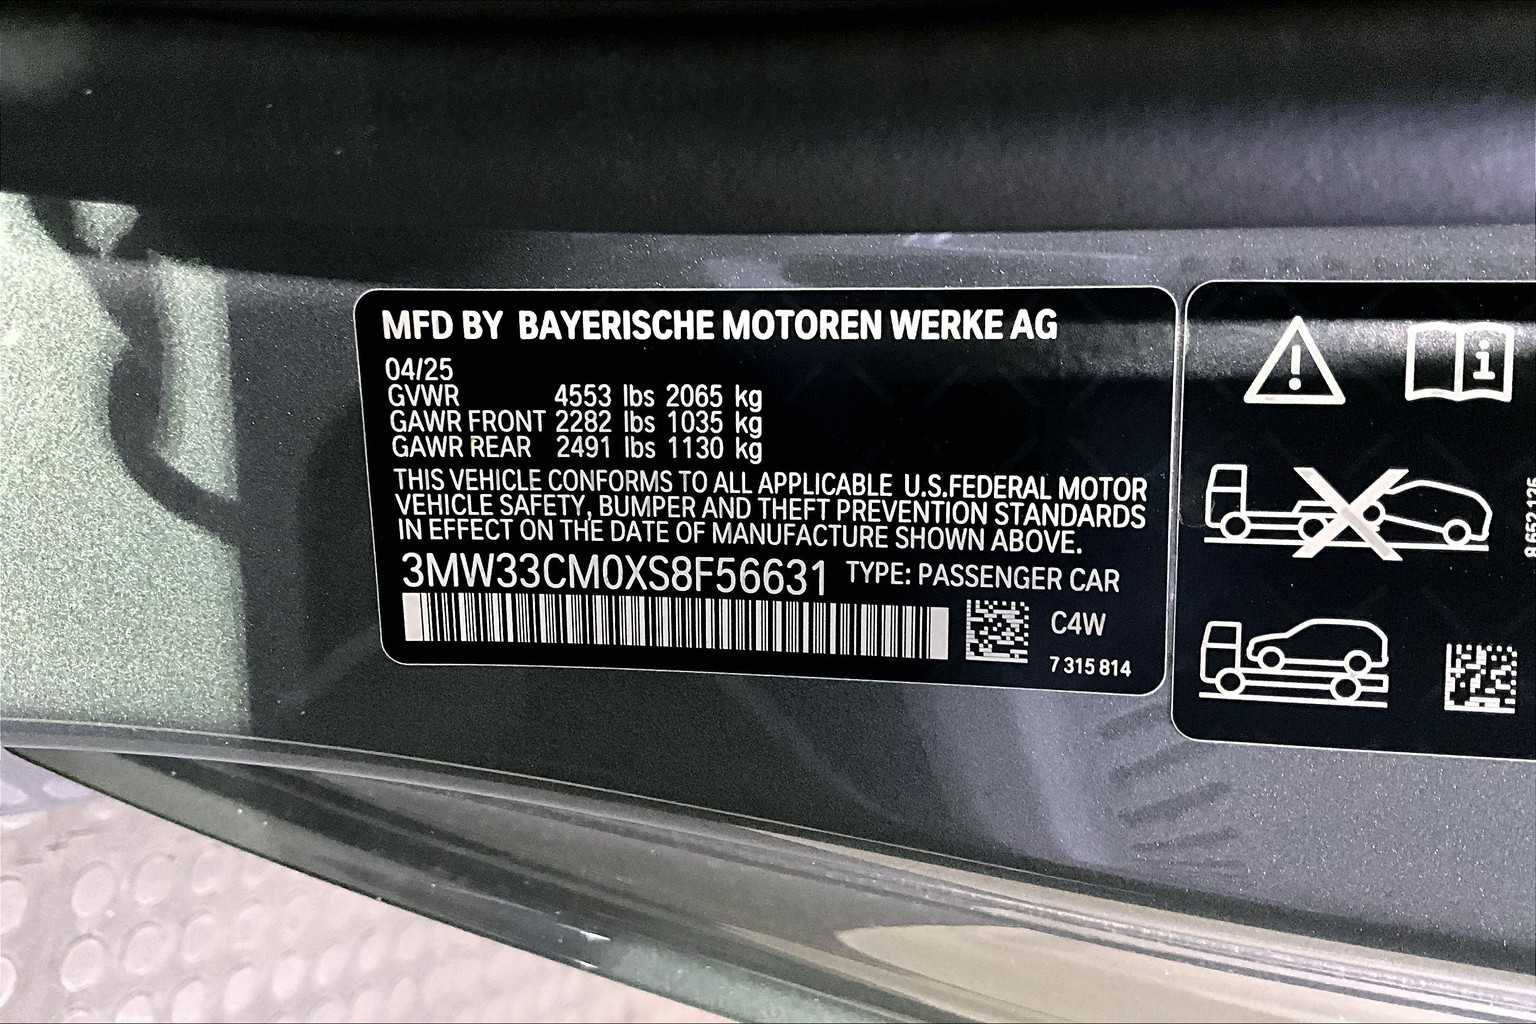 MFD BY BAYERISCHE MOTOREN WERKE AG
04/25
GVWR 4553 lbs 2065 kg
GAWR FRONT 2282 lbs 1035 kg
GAWR REAR 2491 lbs 1130 kg
THIS VEHICLE CONFORMS TO ALL APPLICABLE U.S.FEDERAL MOTOR
VEHICLE SAFETY, BUMPER AND THEFT PREVENTION STANDARDS
IN EFFECT ON THE DATE OF MANUFACTURE SHOWN ABOVE.
3MW33CM0XS8F56631 TYPE: PASSENGER CAR
C4W
7 315 814